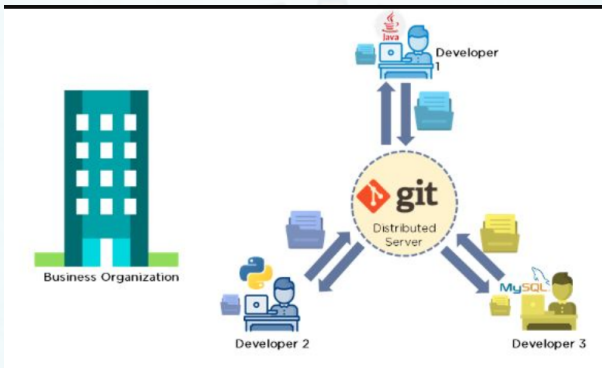 Java
Developer
1
git
Distributed
Server
Business Organization
MySQL
Developer 2
Developer 3